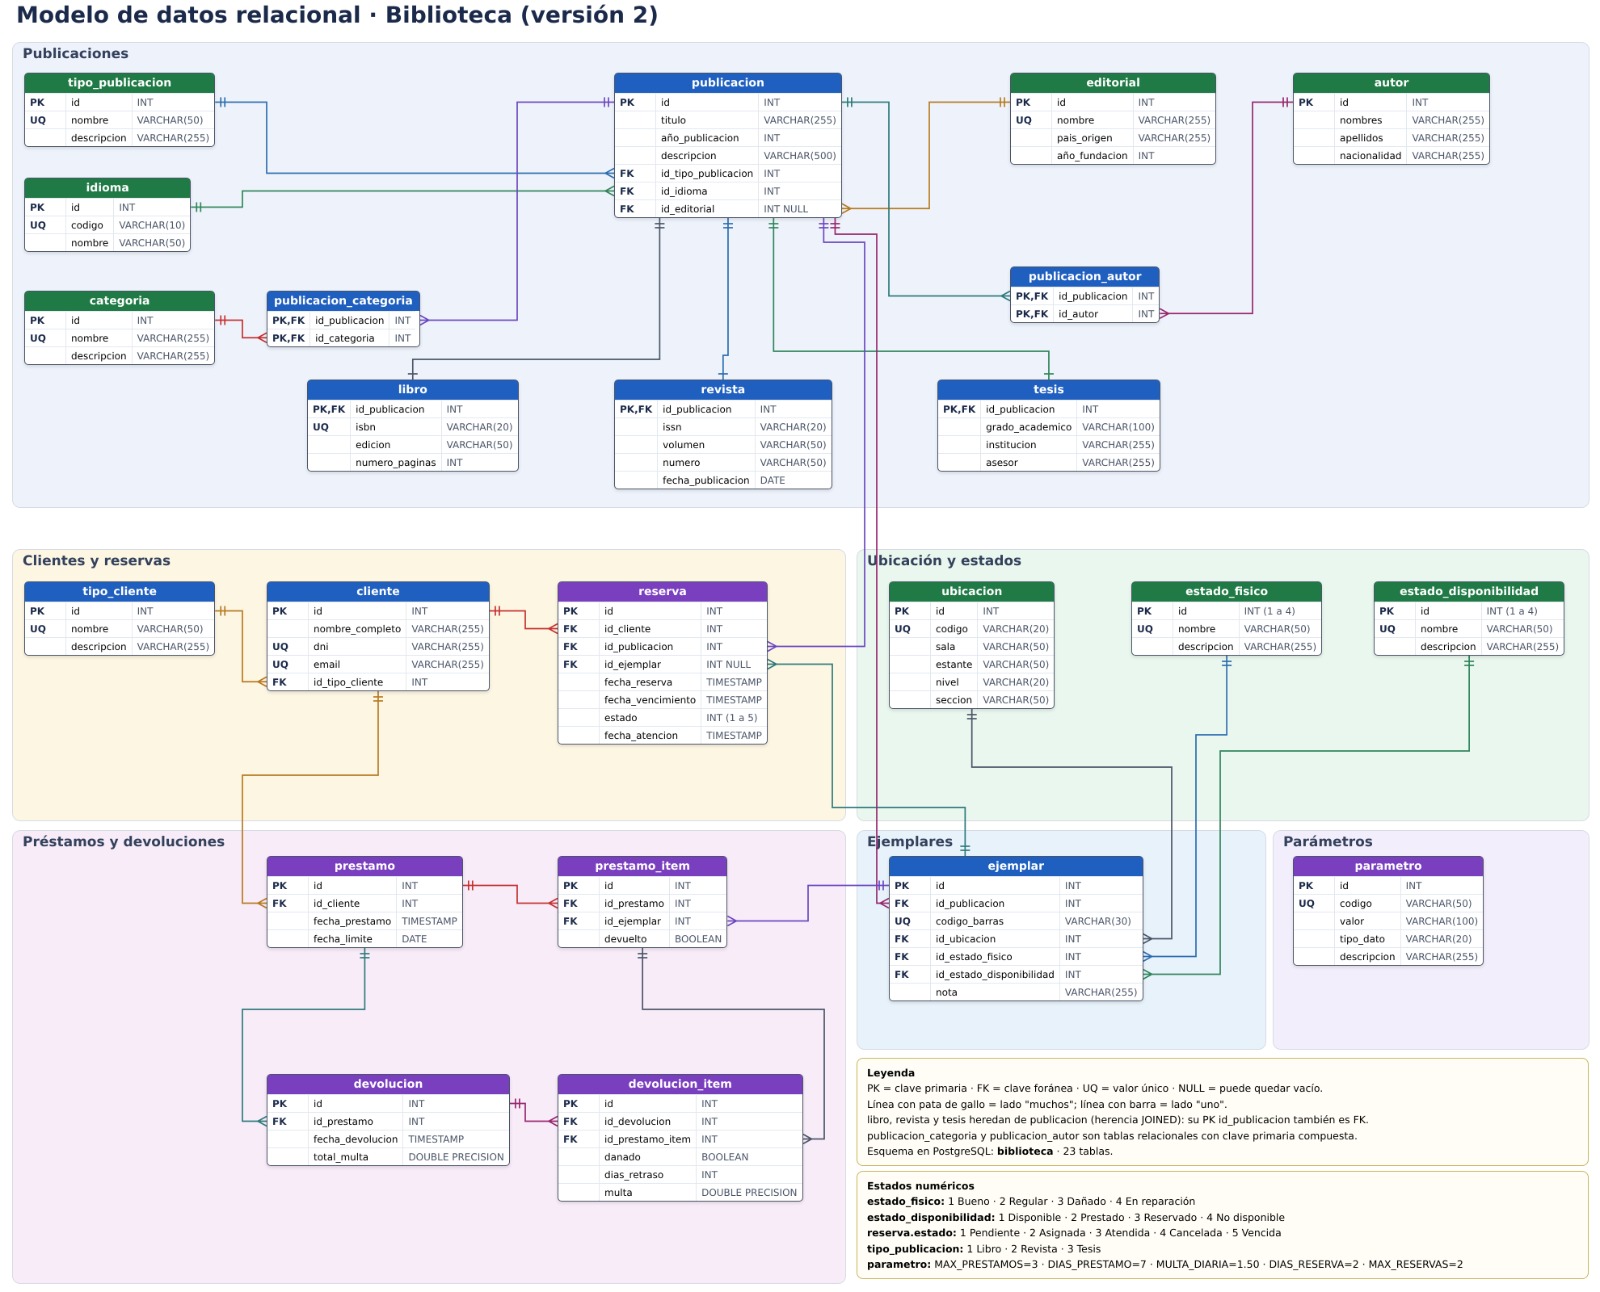 Modelo de datos relacional · Biblioteca (versión 2)
Publicaciones
tipo_publicacion
PK id INT
UQ nombre VARCHAR(50)
descripcion VARCHAR(255)
idioma
PK id INT
UQ codigo VARCHAR(10)
nombre VARCHAR(50)
categoria
PK id INT
UQ nombre VARCHAR(255)
descripcion VARCHAR(255)
publicacion_categoria
PK,FK id_publicacion INT
PK,FK id_categoria INT
publicacion
PK id INT
titulo VARCHAR(255)
año_publicacion INT
descripcion VARCHAR(500)
FK id_tipo_publicacion INT
FK id_idioma INT
FK id_editorial INT NULL
editorial
PK id INT
UQ nombre VARCHAR(255)
pais_origen VARCHAR(255)
año_fundacion INT
autor
PK id INT
nombres VARCHAR(255)
apellidos VARCHAR(255)
nacionalidad VARCHAR(255)
publicacion_autor
PK,FK id_publicacion INT
PK,FK id_autor INT
libro
PK,FK id_publicacion INT
UQ isbn VARCHAR(20)
edicion VARCHAR(50)
numero_paginas INT
revista
PK,FK id_publicacion INT
issn VARCHAR(20)
volumen VARCHAR(50)
numero VARCHAR(50)
fecha_publicacion DATE
tesis
PK,FK id_publicacion INT
grado_academico VARCHAR(100)
institucion VARCHAR(255)
asesor VARCHAR(255)
Clientes y reservas
tipo_cliente
PK id INT
UQ nombre VARCHAR(50)
descripcion VARCHAR(255)
cliente
PK id INT
nombre_completo VARCHAR(255)
UQ dni VARCHAR(255)
UQ email VARCHAR(255)
FK id_tipo_cliente INT
reserva
PK id INT
FK id_cliente INT
FK id_publicacion INT
FK id_ejemplar INT NULL
fecha_reserva TIMESTAMP
fecha_vencimiento TIMESTAMP
estado INT (1 a 5)
fecha_atencion TIMESTAMP
Ubicación y estados
ubicacion
PK id INT
UQ codigo VARCHAR(20)
sala VARCHAR(50)
estante VARCHAR(50)
nivel VARCHAR(20)
seccion VARCHAR(50)
estado_fisico
PK id INT (1 a 4)
UQ nombre VARCHAR(50)
descripcion VARCHAR(255)
estado_disponibilidad
PK id INT (1 a 4)
UQ nombre VARCHAR(50)
descripcion VARCHAR(255)
Préstamos y devoluciones
prestamo
PK id INT
FK id_cliente INT
fecha_prestamo TIMESTAMP
fecha_limite DATE
prestamo_item
PK id INT
FK id_prestamo INT
FK id_ejemplar INT
devuelto BOOLEAN
devolucion
PK id INT
FK id_prestamo INT
fecha_devolucion TIMESTAMP
total_multa DOUBLE PRECISION
devolucion_item
PK id INT
FK id_devolucion INT
FK id_prestamo_item INT
danado BOOLEAN
dias_retraso INT
multa DOUBLE PRECISION
Ejemplares
ejemplar
PK id INT
FK id_publicacion INT
UQ codigo_barras VARCHAR(30)
FK id_ubicacion INT
FK id_estado_fisico INT
FK id_estado_disponibilidad INT
nota VARCHAR(255)
Parámetros
parametro
PK id INT
UQ codigo VARCHAR(50)
valor VARCHAR(100)
tipo_dato VARCHAR(20)
descripcion VARCHAR(255)
Leyenda
PK = clave primaria · FK = clave foránea · UQ = valor único · NULL = puede quedar vacío.
Línea con pata de gallo = lado "muchos"; línea con barra = lado "uno".
libro, revista y tesis heredan de publicacion (herencia JOINED): su PK id_publicacion también es FK.
publicacion_categoria y publicacion_autor son tablas relacionales con clave primaria compuesta.
Esquema en PostgreSQL: biblioteca · 23 tablas.
Estados numéricos
estado_fisico: 1 Bueno · 2 Regular · 3 Dañado · 4 En reparación
estado_disponibilidad: 1 Disponible · 2 Prestado · 3 Reservado · 4 No disponible
reserva.estado: 1 Pendiente · 2 Asignada · 3 Atendida · 4 Cancelada · 5 Vencida
tipo_publicacion: 1 Libro · 2 Revista · 3 Tesis
parametro: MAX_PRESTAMOS=3 · DIAS_PRESTAMO=7 · MULTA_DIARIA=1.50 · DIAS_RESERVA=2 · MAX_RESERVAS=2